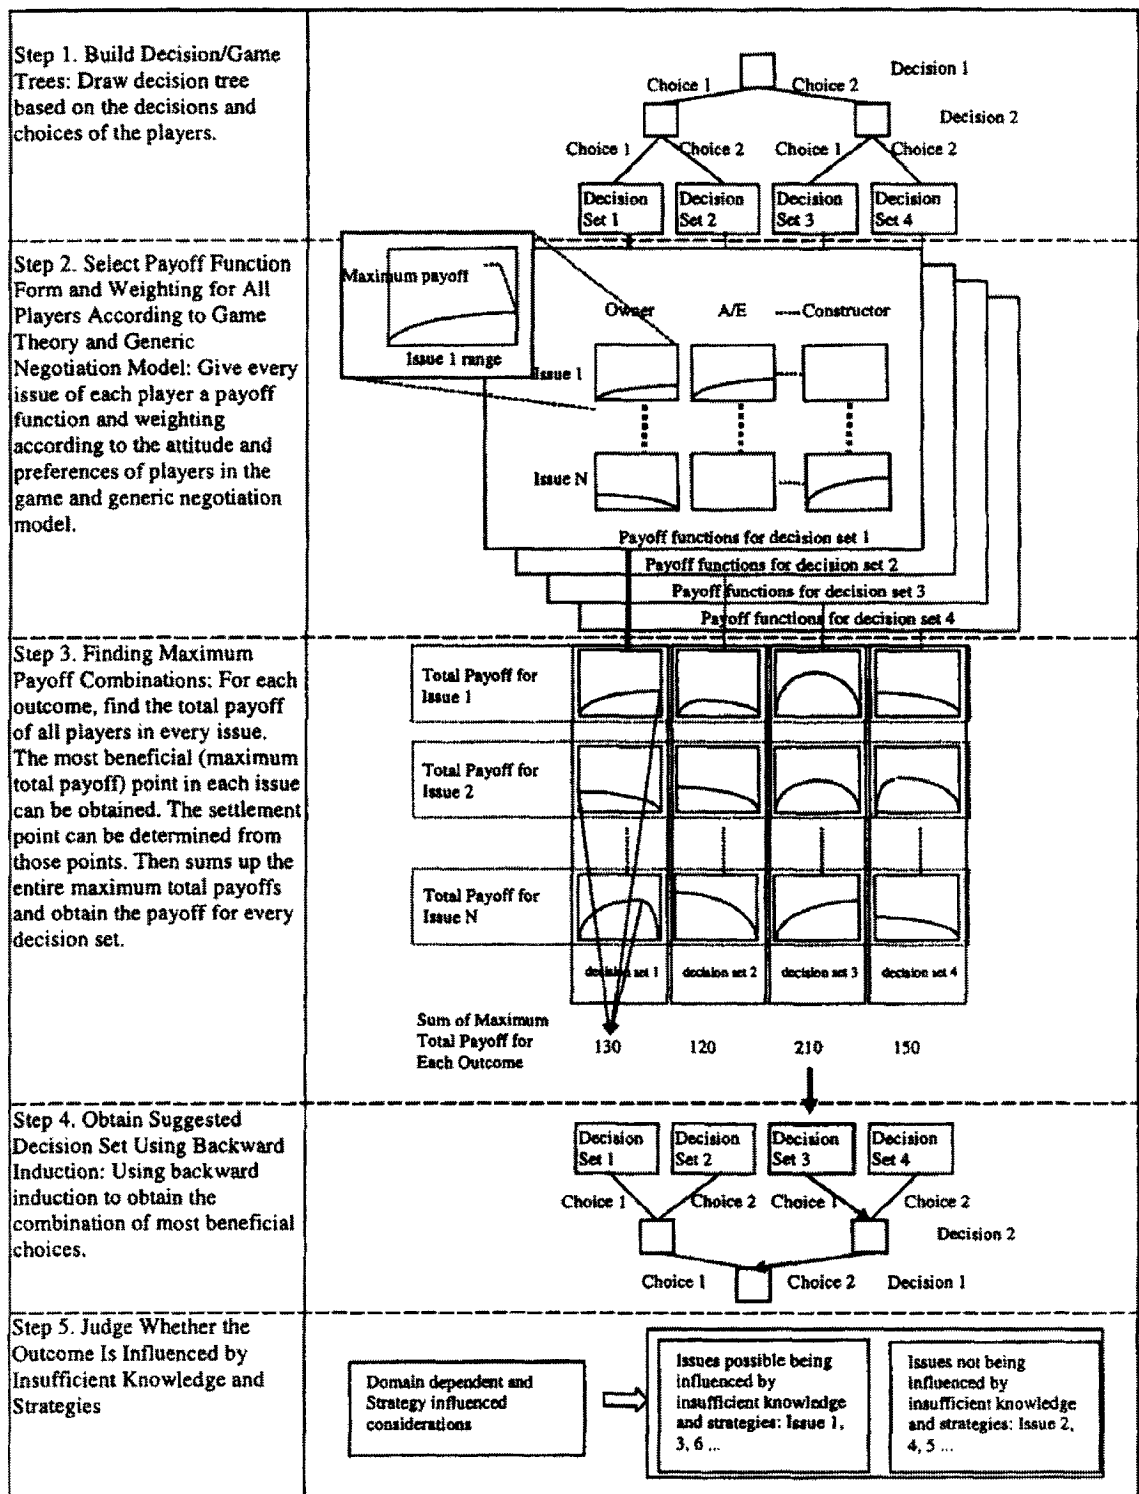 Step 1. Build Decision/Game
Trees: Draw decision tree
based on the decisions and
choices of the players.
Decision 1
Choice 1
Choice 2
Decision 2
Choice 1
Choice 2
Choice 1
Choice 2
Decision
Set 1
Decision
Set 2
Decision
Set 3
Decision
Set 4
Step 2. Select Payoff Function
Form and Weighting for All
Players According to Game
Theory and Generic
Negotiation Model: Give every
issue of each player a payoff
function and weighting
according to the attitude and
preferences of players in the
game and generic negotiation
model.
Maximum payoff
Issue 1 range
Owner
A/E
Constructor
Issue 1
Issue N
Payoff functions for decision set 1
Payoff functions for decision set 2
Payoff functions for decision set 3
Payoff functions for decision set 4
Step 3. Finding Maximum
Payoff Combinations: For each
outcome, find the total payoff
of all players in every issue.
The most beneficial (maximum
total payoff) point in each issue
can be obtained. The settlement
point can be determined from
those points. Then sums up the
entire maximum total payoffs
and obtain the payoff for every
decision set.
Total Payoff for
Issue 1
Total Payoff for
Issue 2
Total Payoff for
Issue N
decision set 1
decision set 2
decision set 3
decision set 4
Sum of Maximum
Total Payoff for
Each Outcome
130
120
210
150
Step 4. Obtain Suggested
Decision Set Using Backward
Induction: Using backward
induction to obtain the
combination of most beneficial
choices.
Decision
Set 1
Decision
Set 2
Decision
Set 3
Decision
Set 4
Choice 1
Choice 2
Choice 1
Choice 2
Decision 2
Choice 1
Choice 2
Decision 1
Step 5. Judge Whether the
Outcome Is Influenced by
Insufficient Knowledge and
Strategies
Domain dependent and
Strategy influenced
considerations
Issues possible being
influenced by
insufficient knowledge
and strategies: Issue 1,
3, 6 ...
Issues not being
influenced by
insufficient knowledge
and strategies: Issue 2,
4, 5 ...